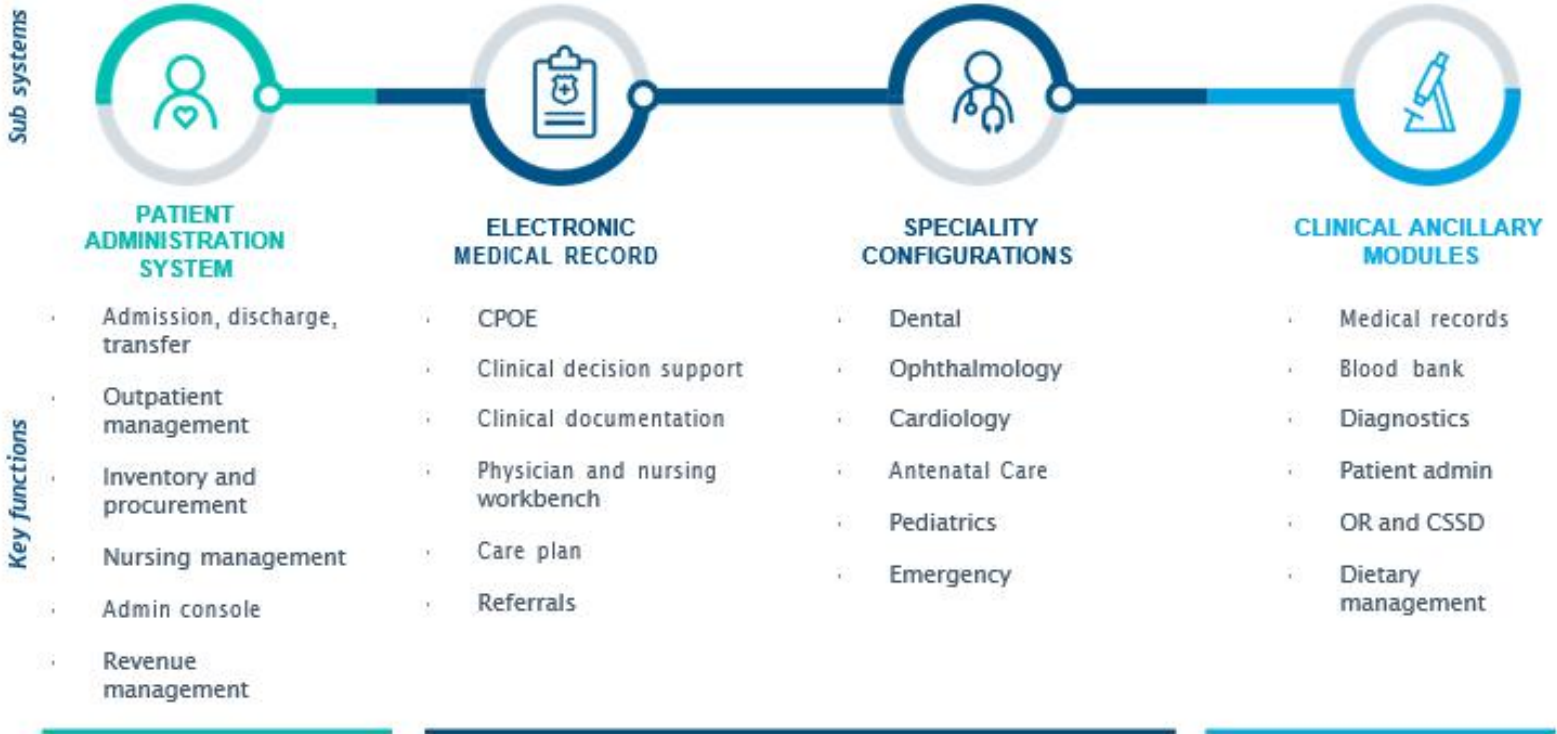 Sub systems
PATIENT
ADMINISTRATION
SYSTEM
ELECTRONIC
MEDICAL RECORD
SPECIALITY
CONFIGURATIONS
CLINICAL ANCILLARY
MODULES
Key functions
· Admission, discharge,
transfer
· Outpatient
management
· Inventory and
procurement
· Nursing management
· Admin console
· Revenue
management
· CPOE
· Clinical decision support
· Clinical documentation
· Physician and nursing
workbench
· Care plan
· Referrals
· Dental
· Ophthalmology
· Cardiology
· Antenatal Care
· Pediatrics
· Emergency
· Medical records
· Blood bank
· Diagnostics
· Patient admin
· OR and CSSD
· Dietary
management